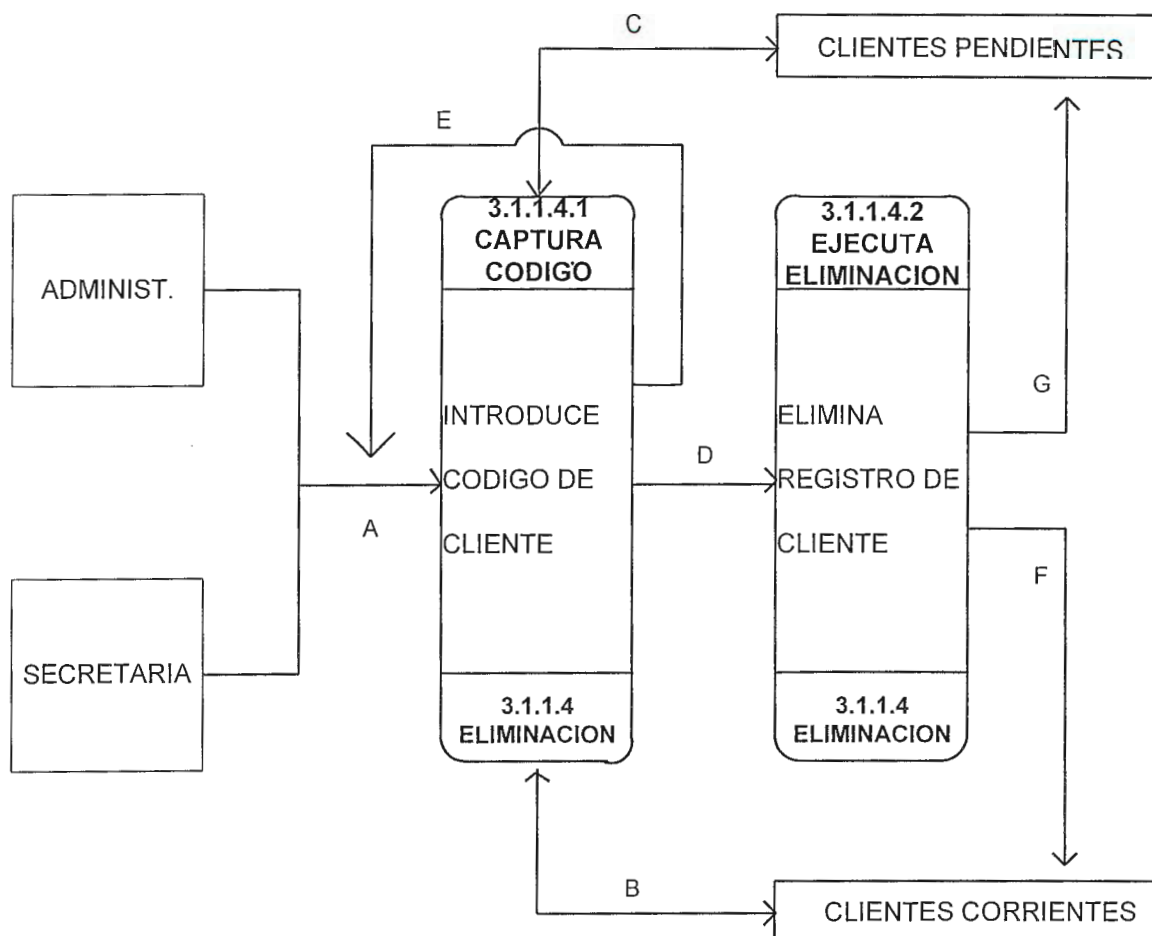 C
CLIENTES PENDIENTES
E
3.1.1.4.1
CAPTURA
CODIGO
3.1.1.4.2
EJECUTA
ELIMINACION
ADMINIST.
INTRODUCE
CODIGO DE
CLIENTE
ELIMINA
REGISTRO DE
CLIENTE
G
D
A
F
SECRETARIA
3.1.1.4
ELIMINACION
3.1.1.4
ELIMINACION
B
CLIENTES CORRIENTES